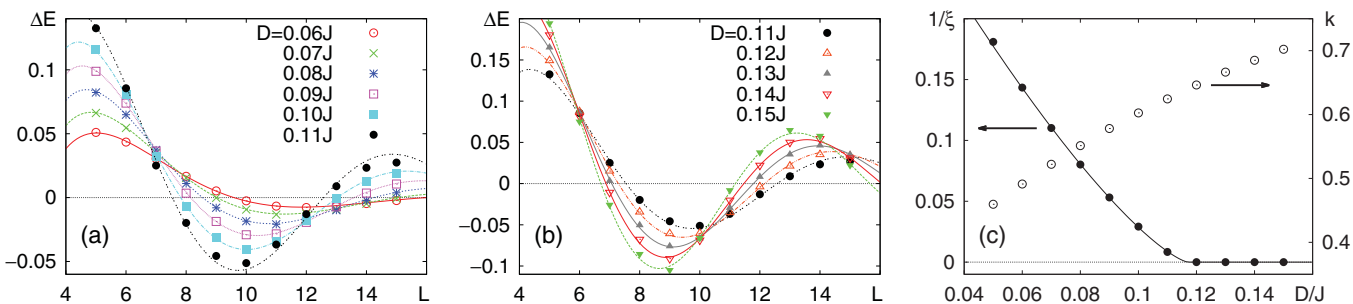 ΔE
0.1
0.05
0
−0.05
4 6 8 10 12 14 L
D=0.06J
0.07J
0.08J
0.09J
0.10J
0.11J
(a)
ΔE
0.2
0.15
0.1
0.05
0
−0.05
−0.1
4 6 8 10 12 14 L
D=0.11J
0.12J
0.13J
0.14J
0.15J
(b)
1/ξ
0.15
0.1
0.05
0
0.04 0.06 0.08 0.1 0.12 D/J
k
0.7
0.6
0.5
0.4
(c)